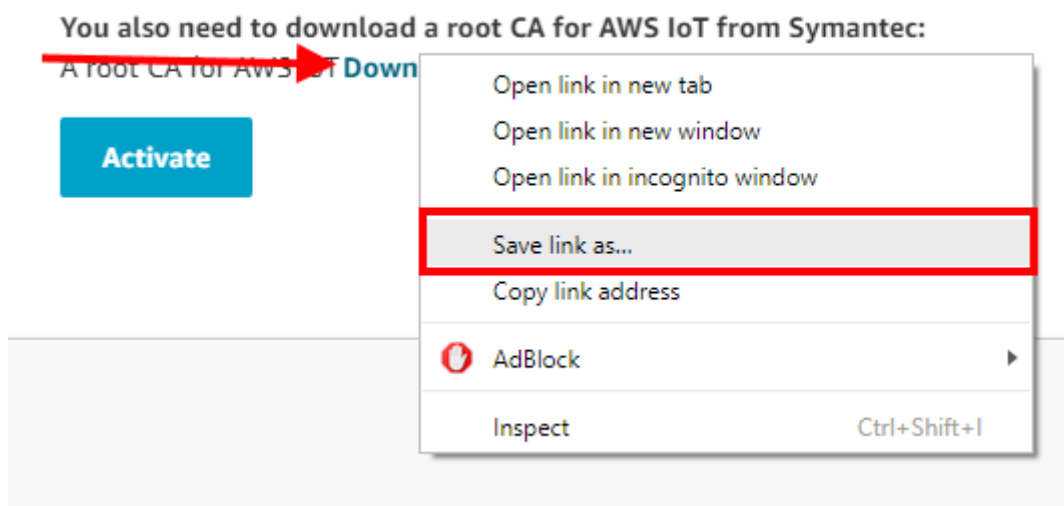 You also need to download a root CA for AWS IoT from Symantec:
A root CA for AWS IoT Down
Activate
Open link in new tab
Open link in new window
Open link in incognito window
Save link as...
Copy link address
AdBlock
Inspect Ctrl+Shift+I